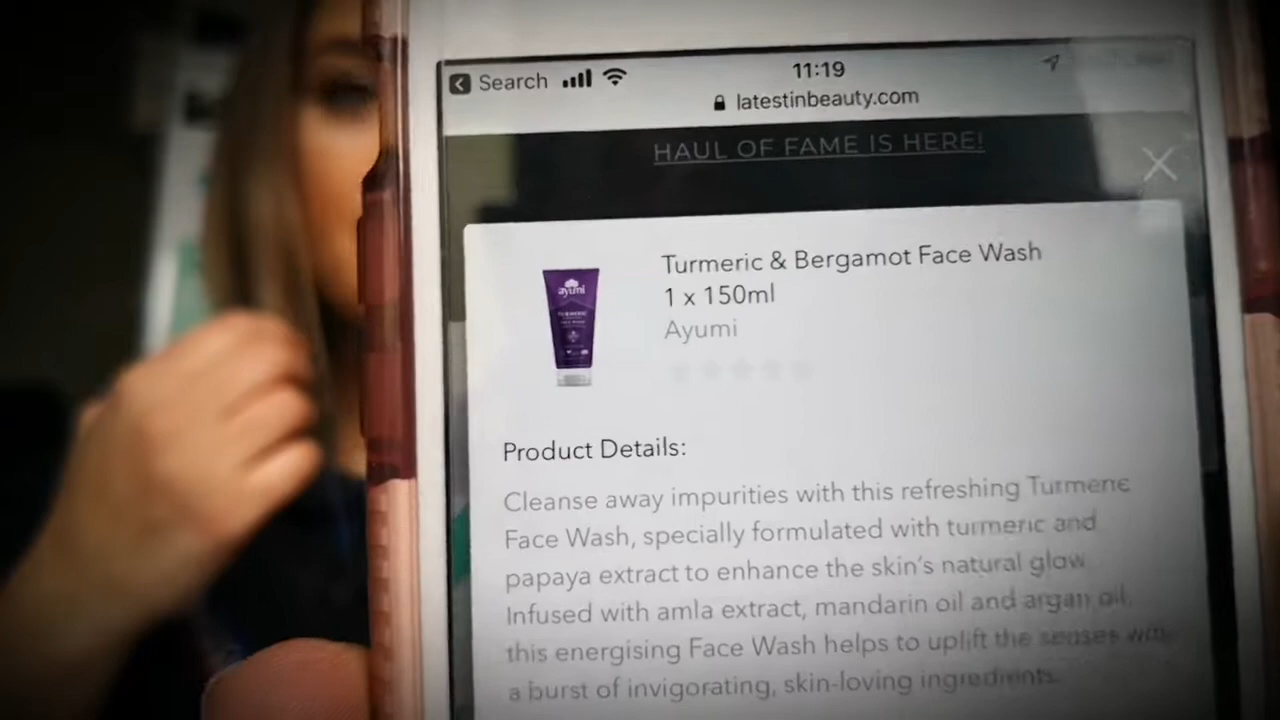 Search 11:19
latestinbeauty.com
HAUL OF FAME IS HERE!
ayumi
TURMERIC
Turmeric & Bergamot Face Wash
1 x 150ml
Ayumi
Product Details:
Cleanse away impurities with this refreshing Turmeric
Face Wash, specially formulated with turmeric and
papaya extract to enhance the skin's natural glow
Infused with amla extract, mandarin oil and argan oil,
this energising Face Wash helps to uplift the senses with
a burst of invigorating, skin-loving ingredients.